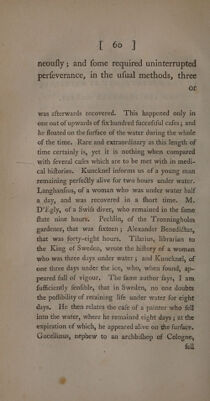 [ 60 ]
neouſly; and ſome required uninterrupted
perſeverance, in the uſual methods, three
or
was afterwards recovered. This happened only in
one out of upwards of ſix hundred ſucceſsful caſes; and
he floated on the ſurface of the water during the whole
of the time. Rare and extraordinary as this length of
time certainly is, yet it is nothing when compared
with ſeveral caſes which are to be met with in medi-
cal hiſtories. Kuncknel informs us of a young man
remaining perfectly alive for two hours under water.
Langhansius, of a woman who was under water half
a day, and was recovered in a ſhort time. M.
D'Egly, of a Swiſs diver, who remained in the ſame
ſtate nine hours. Pechlin, of the Tronningholm
gardener, that was ſixteen; Alexander Benedictus,
that was forty-eight hours. Tilaſius, librarian to
the King of Sweden, wrote the hiſtory of a woman
who was three days under water; and Kuncknel, of
one three days under the ice, who, when found, ap-
peared full of vigour. The ſame author ſays, I am
ſufficiently ſenſible, that in Sweden, no one doubts
the poſſibility of retaining life under water for eight
days. He then relates the caſe of a painter who fell
into the water, where he remained eight days; at the
expiration of which, he appeared alive on the ſurface.
Gocellinus, nephew to an archbiſhop of Cologne,
fell